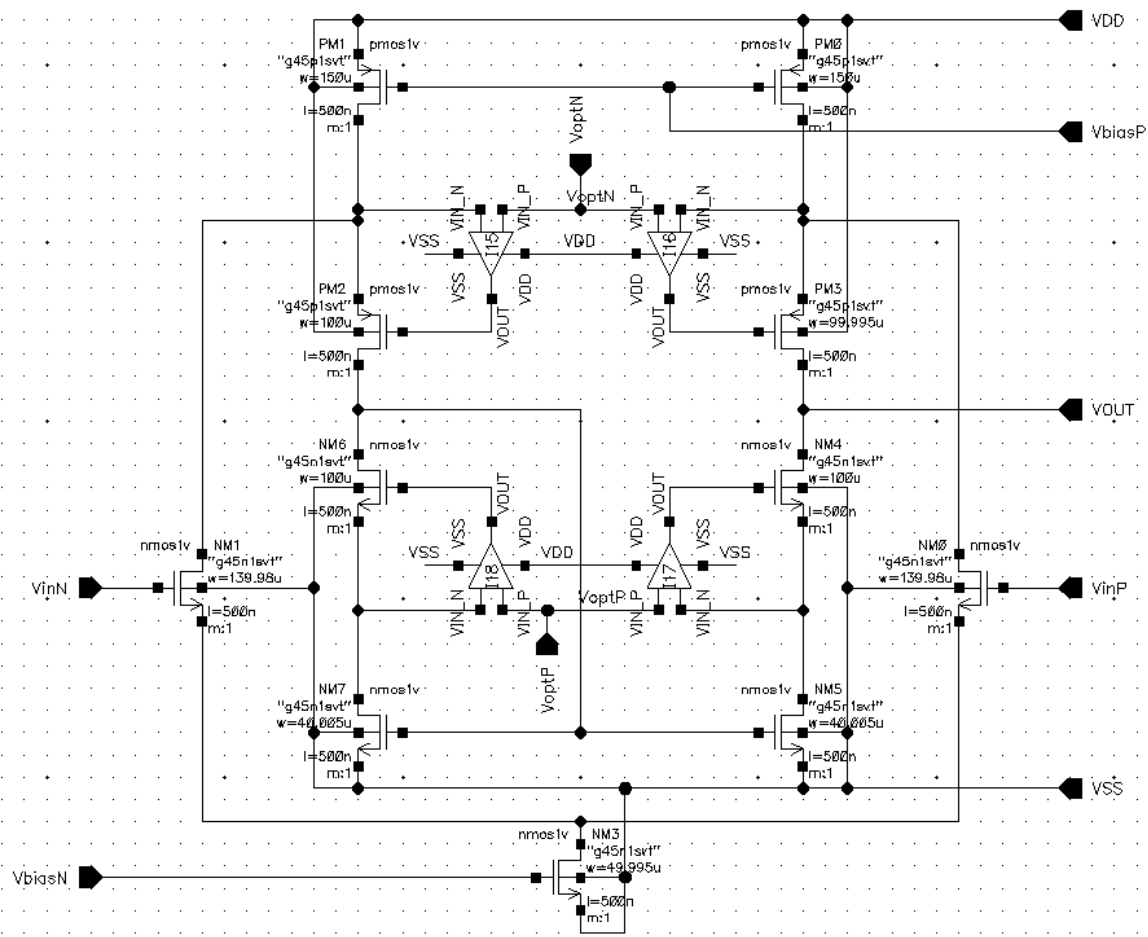 VDD
PM1
pmos1v
"g45p1svt"
w=150u
l=500n
m:1
pmos1v
PM0
"g45p1svt"
w=150u
l=500n
m:1
VbiasP
VoptN
VoptN
VIN_N
VIN_P
VIN_P
VIN_N
VSS
I15
VDD
I16
VSS
VSS
VDD
VDD
VSS
VOUT
VOUT
PM2
pmos1v
"g45p1svt"
w=100u
l=500n
m:1
pmos1v
PM3
"g45p1svt"
w=99.995u
l=500n
m:1
VOUT
NM6
nmos1v
"g45n1svt"
w=100u
l=500n
m:1
nmos1v
NM4
"g45n1svt"
w=100u
l=500n
m:1
VOUT
VOUT
VSS
VDD
VDD
VSS
VSS
I18
VDD
I17
VSS
VIN_N
VIN_P
VoptP
VIN_P
VIN_N
VoptP
VinN
nmos1v
NM1
"g45n1svt"
w=139.98u
l=500n
m:1
NM0
nmos1v
"g45n1svt"
w=139.98u
l=500n
m:1
VinP
NM7
nmos1v
"g45n1svt"
w=40.005u
l=500n
m:1
nmos1v
NM5
"g45n1svt"
w=40.005u
l=500n
m:1
VSS
nmos1v
NM3
"g45n1svt"
w=49.995u
l=500n
m:1
VbiasN